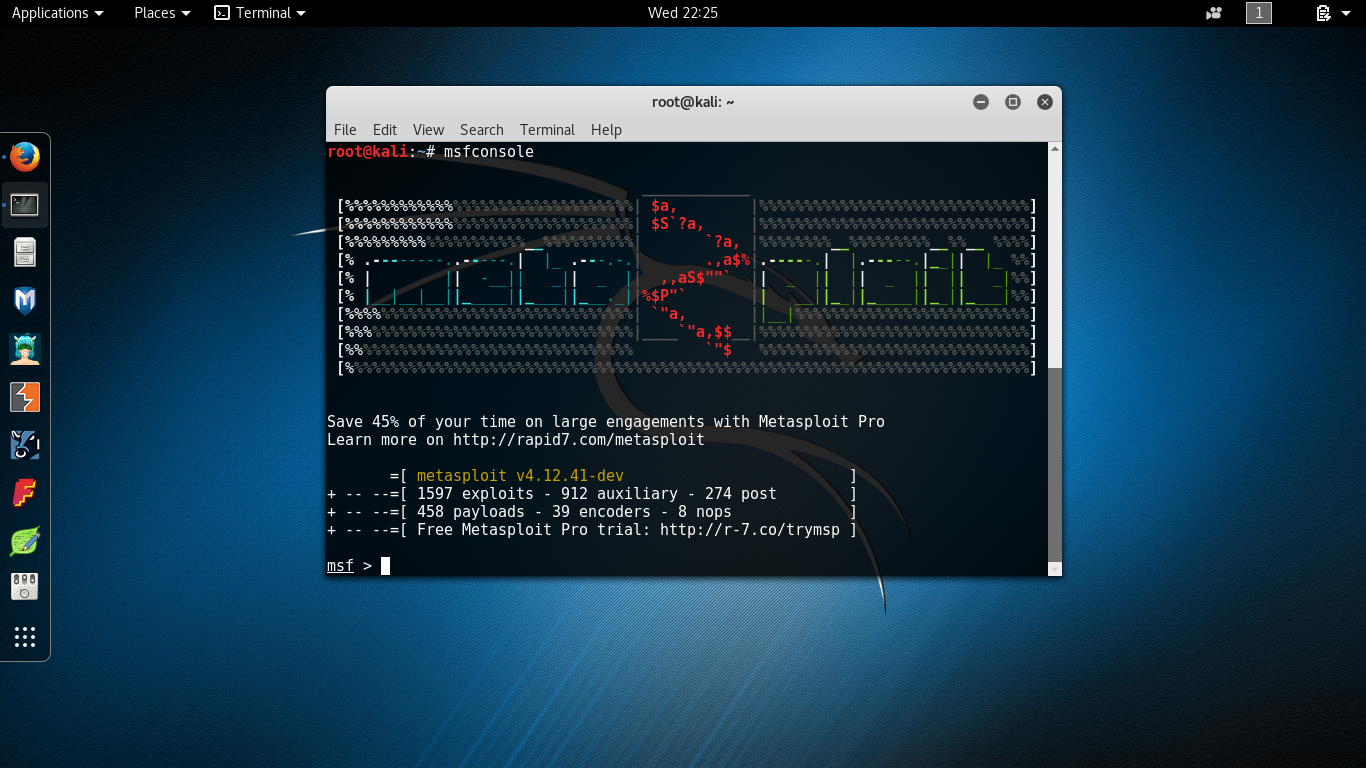 Applications Places Terminal Wed 22:25 1
root@kali: ~
File Edit View Search Terminal Help
root@kali:~# msfconsole
metasploit
Save 45% of your time on large engagements with Metasploit Pro
Learn more on http://rapid7.com/metasploit
=[ metasploit v4.12.41-dev ]
+ -- --=[ 1597 exploits - 912 auxiliary - 274 post ]
+ -- --=[ 458 payloads - 39 encoders - 8 nops ]
+ -- --=[ Free Metasploit Pro trial: http://r-7.co/trymsp ]
msf >